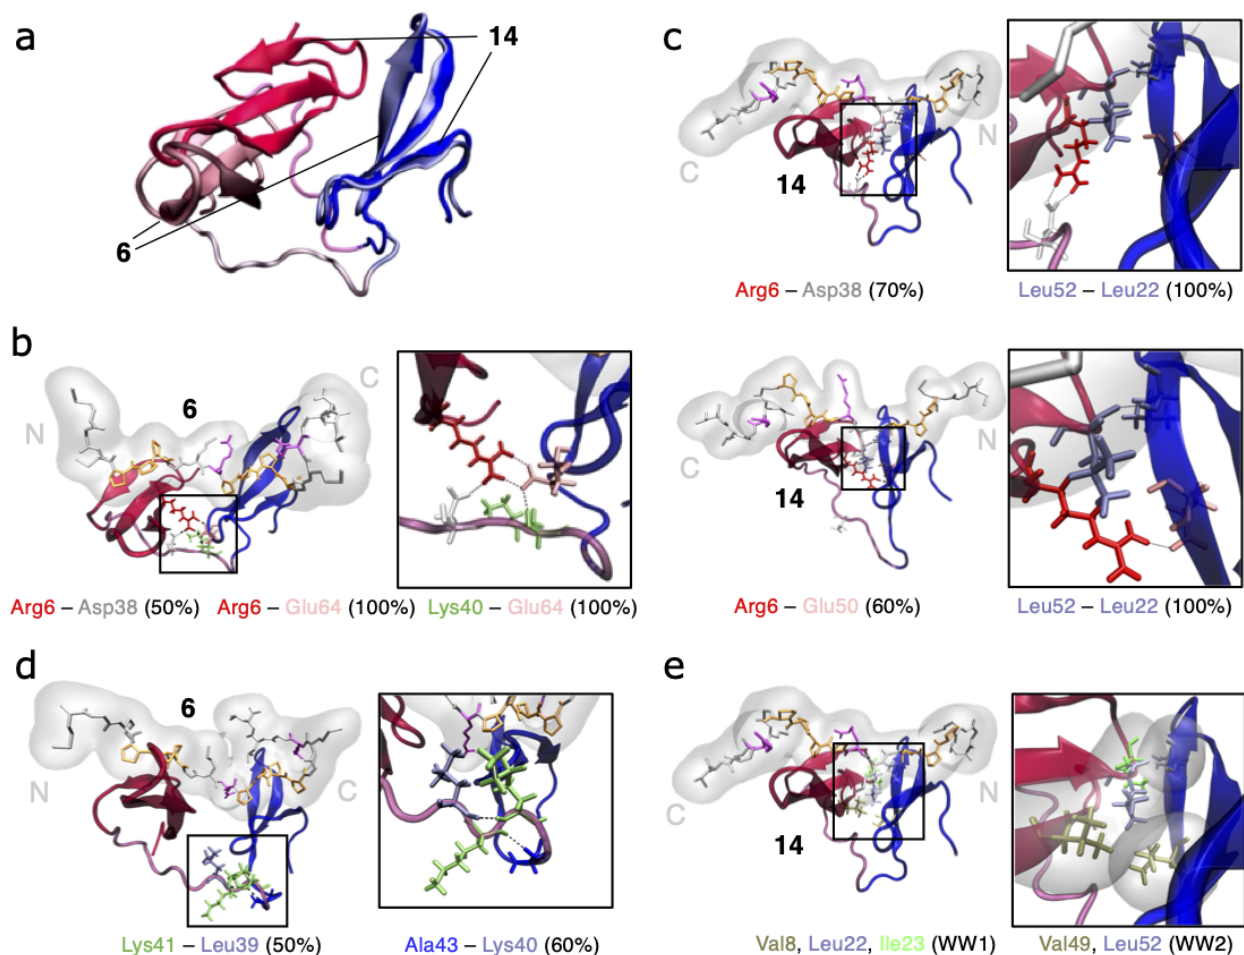 a
14
6
b
N
6
C
Arg6 – Asp38 (50%) Arg6 – Glu64 (100%) Lys40 – Glu64 (100%)
c
C
14
N
Arg6 – Asp38 (70%) Leu52 – Leu22 (100%)
C
14
N
Arg6 – Glu50 (60%) Leu52 – Leu22 (100%)
d
6
N
C
Lys41 – Leu39 (50%) Ala43 – Lys40 (60%)
e
C
14
N
Val8, Leu22, Ile23 (WW1) Val49, Leu52 (WW2)